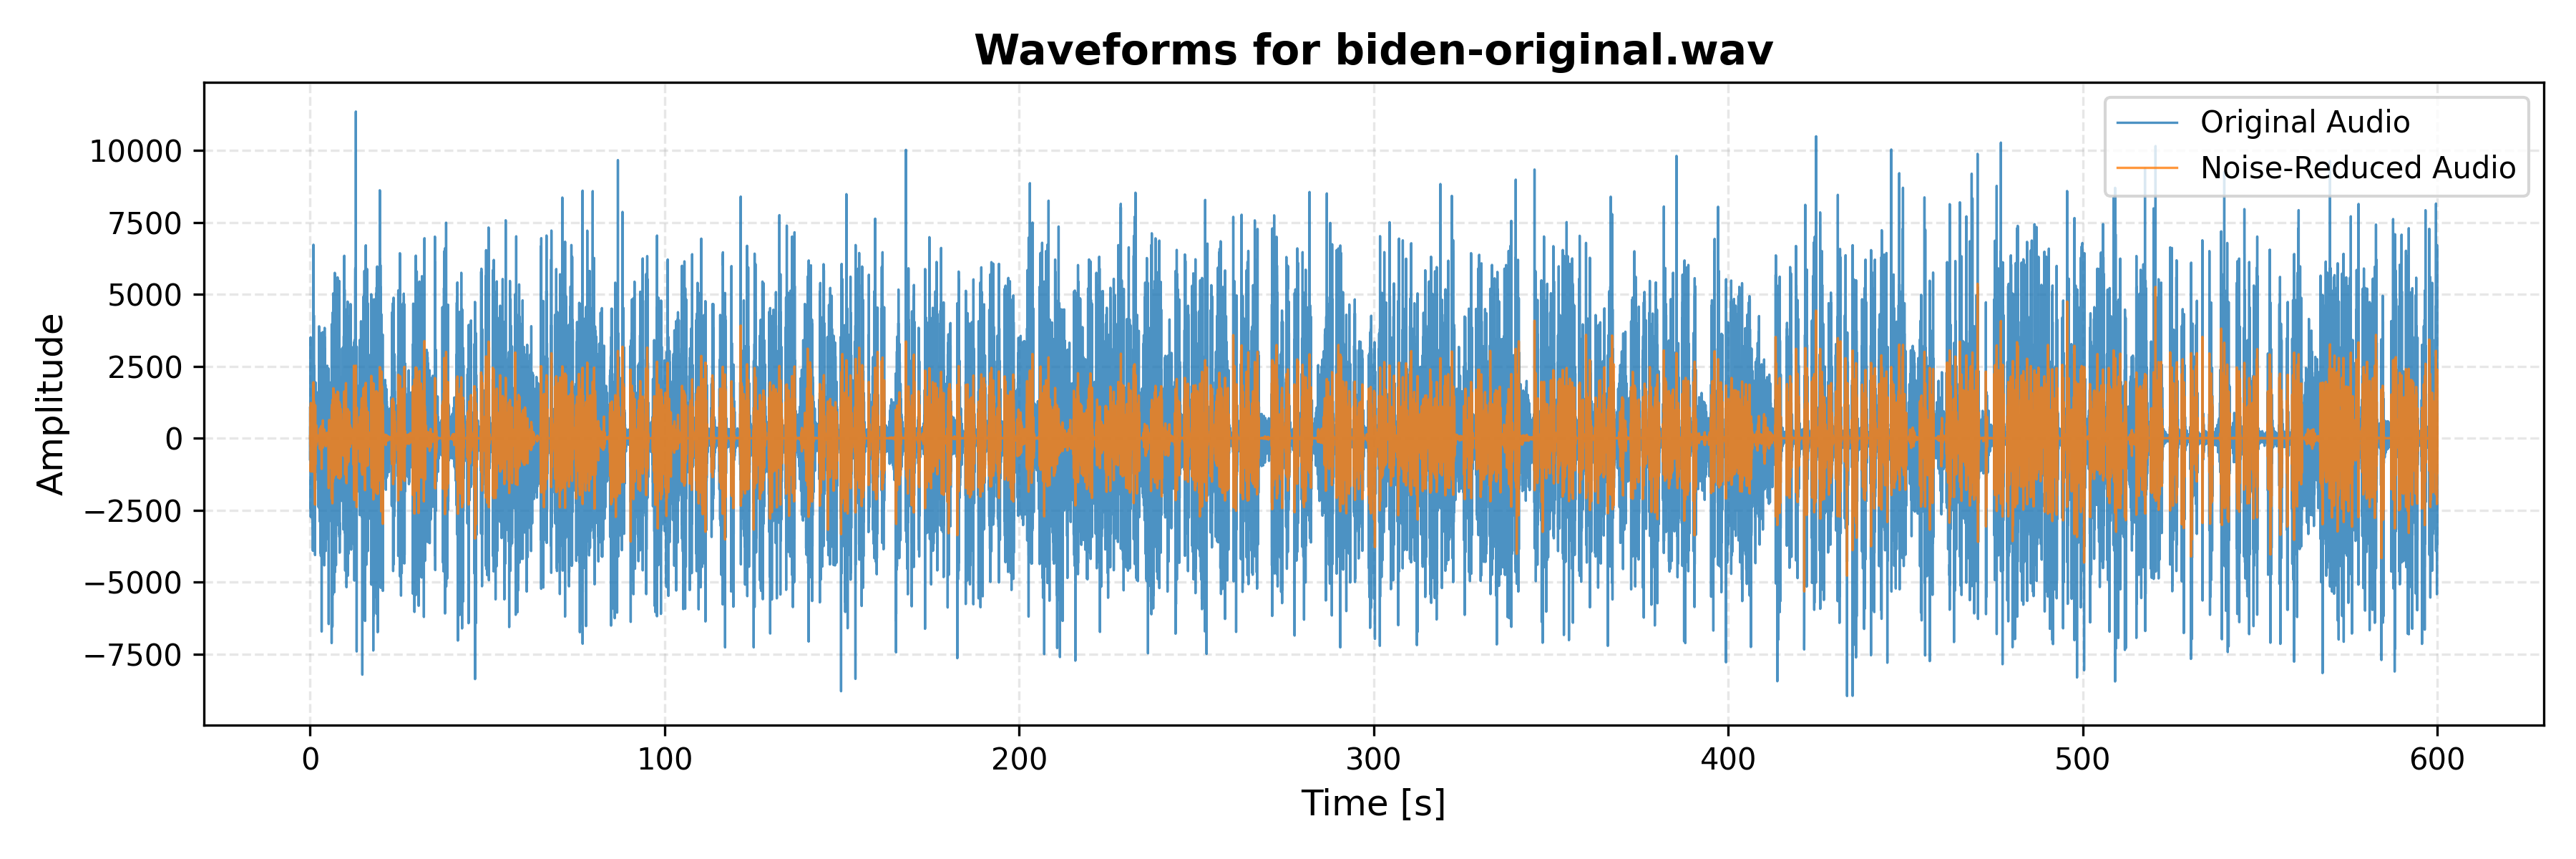 Waveforms for biden-original.wav
Original Audio
Noise-Reduced Audio
Amplitude
10000
7500
5000
2500
0
−2500
−5000
−7500
0 100 200 300 400 500 600
Time [s]